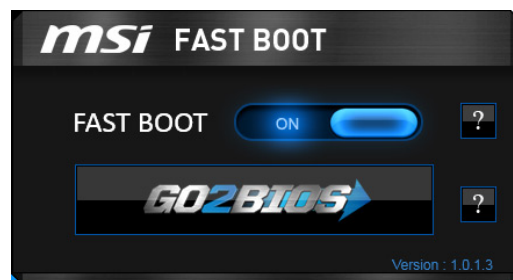 msi FAST BOOT
FAST BOOT ON ?
GO2BIOS ?
Version : 1.0.1.3